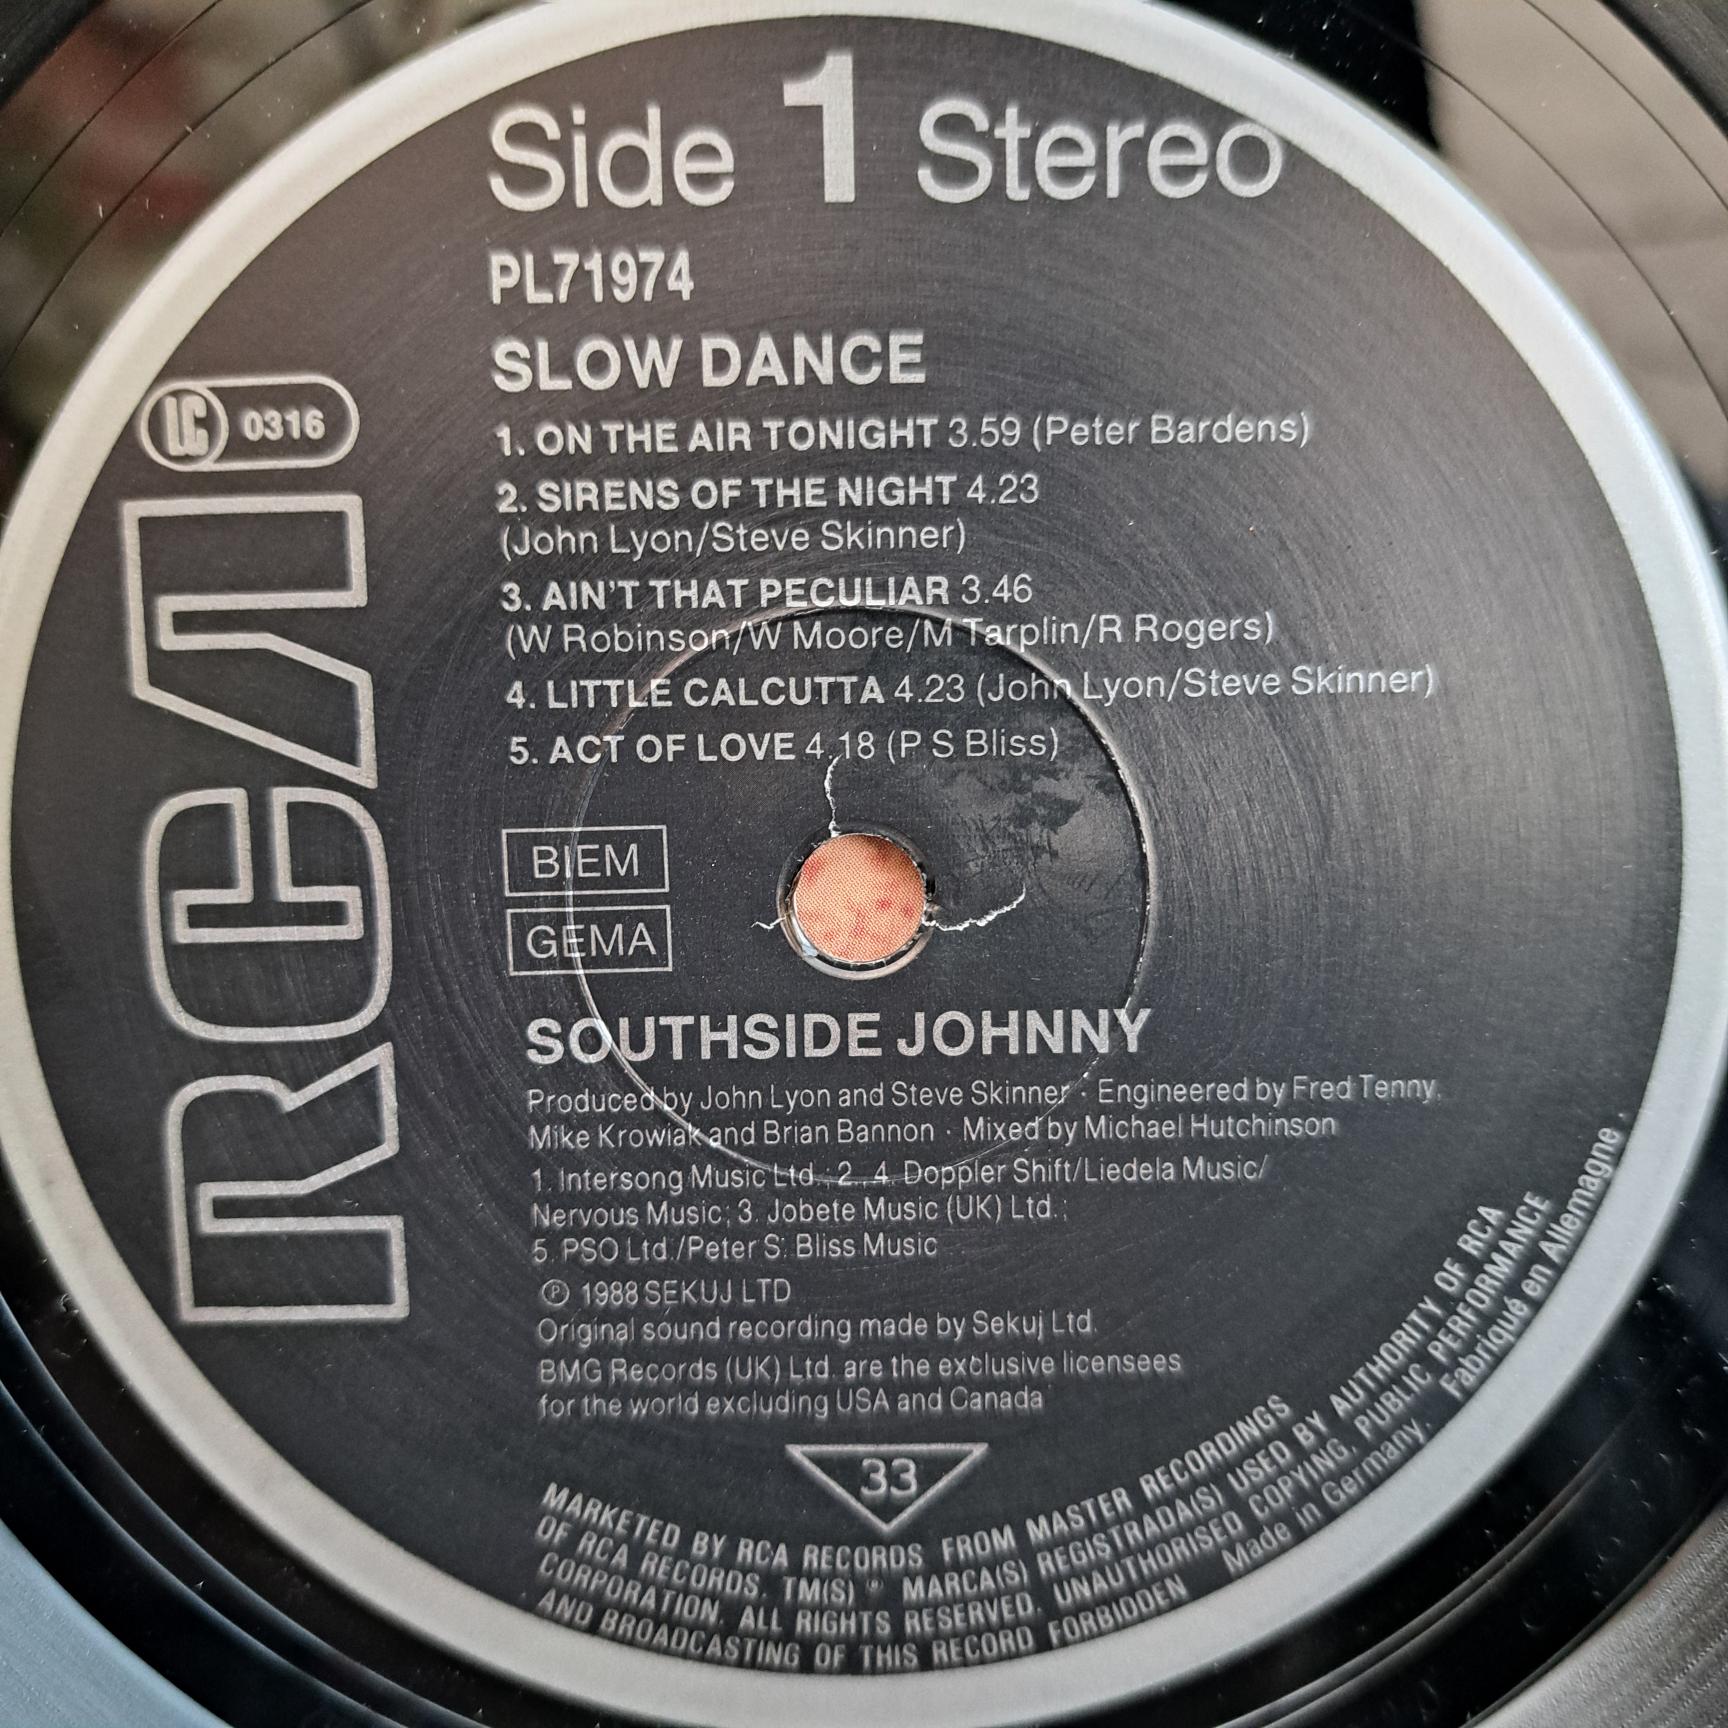 Side 1 Stereo
PL71974
SLOW DANCE
LC 0316
1. ON THE AIR TONIGHT 3.59 (Peter Bardens)
2. SIRENS OF THE NIGHT 4.23
(John Lyon/Steve Skinner)
3. AIN'T THAT PECULIAR 3.46
(W Robinson/W Moore/M Tarplin/R Rogers)
4. LITTLE CALCUTTA 4.23 (John Lyon/Steve Skinner)
5. ACT OF LOVE 4.18 (P S Bliss)
RCA
BIEM
GEMA
SOUTHSIDE JOHNNY
Produced by John Lyon and Steve Skinner · Engineered by Fred Tenny,
Mike Krowiak and Brian Bannon · Mixed by Michael Hutchinson
1. Intersong Music Ltd.; 2., 4. Doppler Shift/Liedela Music/
Nervous Music; 3. Jobete Music (UK) Ltd.;
5. PSO Ltd./Peter S. Bliss Music
℗ 1988 SEKUJ LTD
Original sound recording made by Sekuj Ltd.
BMG Records (UK) Ltd. are the exclusive licensees
for the world excluding USA and Canada
33
MARKETED BY RCA RECORDS FROM MASTER RECORDINGS
OF RCA RECORDS. TM(S) ® MARCA(S) REGISTRADA(S) USED BY AUTHORITY OF RCA
CORPORATION. ALL RIGHTS RESERVED. UNAUTHORISED COPYING, PUBLIC PERFORMANCE
AND BROADCASTING OF THIS RECORD FORBIDDEN Made in Germany. Fabriqué en Allemagne.